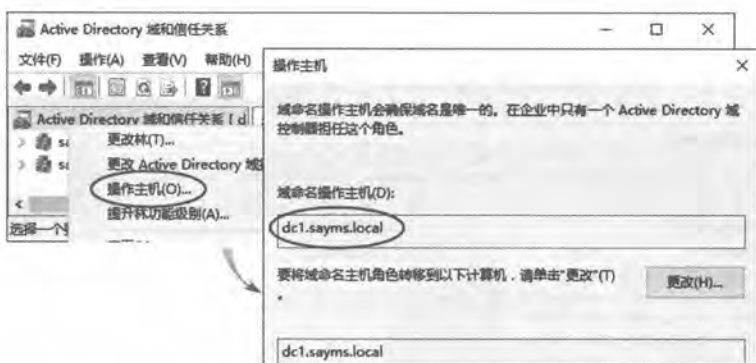 Active Directory 域和信任关系
文件(F) 操作(A) 查看(V) 帮助(H)
Active Directory 域和信任关系 [ d
sa
sa
更改林(T)...
更改 Active Directory 域控
操作主机(O)...
提升林功能级别(A)...
选择一个
操作主机
域命名操作主机会确保域名是唯一的。在企业中只有一个 Active Directory 域
控制器担任这个角色。
域命名操作主机(D):
dc1.sayms.local
要将域命名主机角色转移到以下计算机，请单击"更改"(T)
。
更改(H)...
dc1.sayms.local